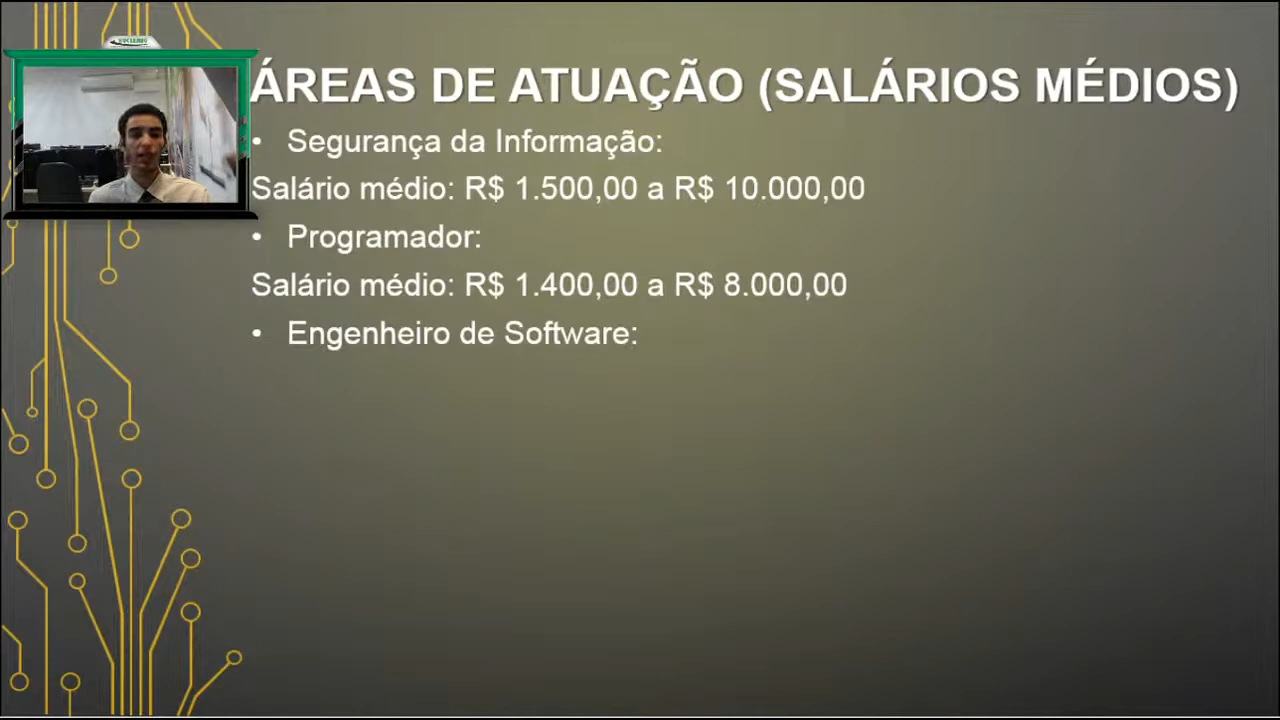 ÁREAS DE ATUAÇÃO (SALÁRIOS MÉDIOS)
• Segurança da Informação:
Salário médio: R$ 1.500,00 a R$ 10.000,00
• Programador:
Salário médio: R$ 1.400,00 a R$ 8.000,00
• Engenheiro de Software: